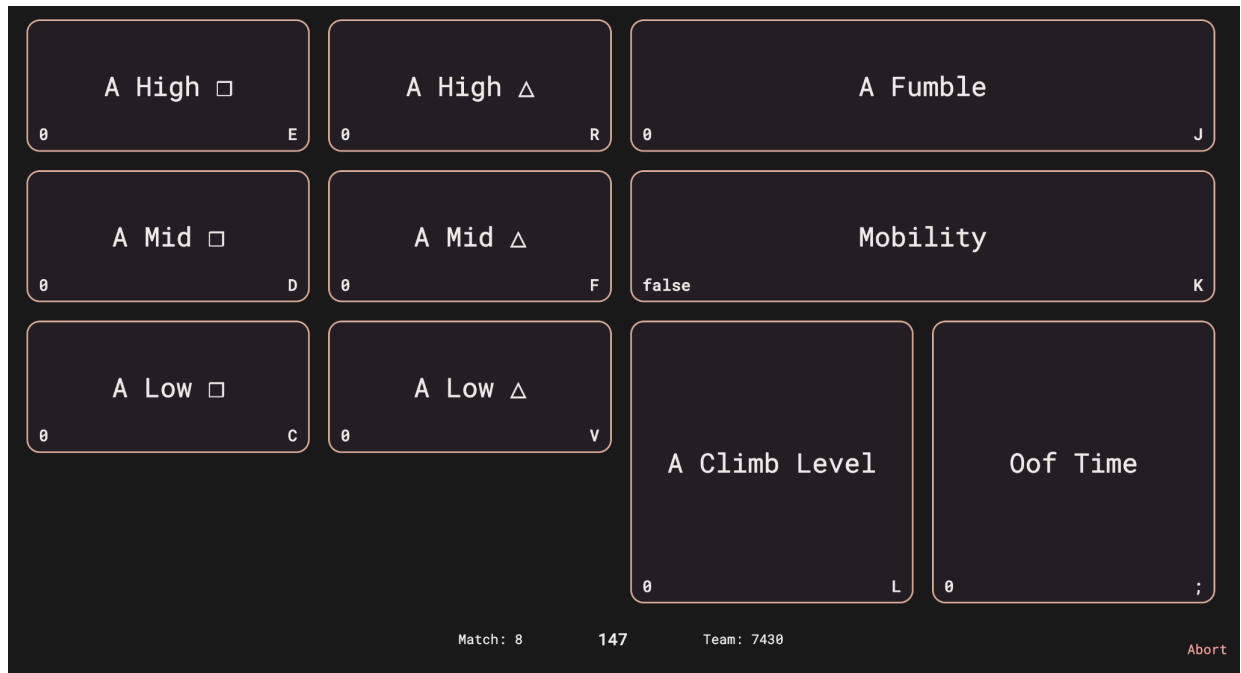 A High ❒
0 E
A High △
0 R
A Fumble
0 J
A Mid ❒
0 D
A Mid △
0 F
Mobility
false K
A Low ❒
0 C
A Low △
0 V
A Climb Level
0 L
Oof Time
0 ;
Match: 8 147 Team: 7430
Abort